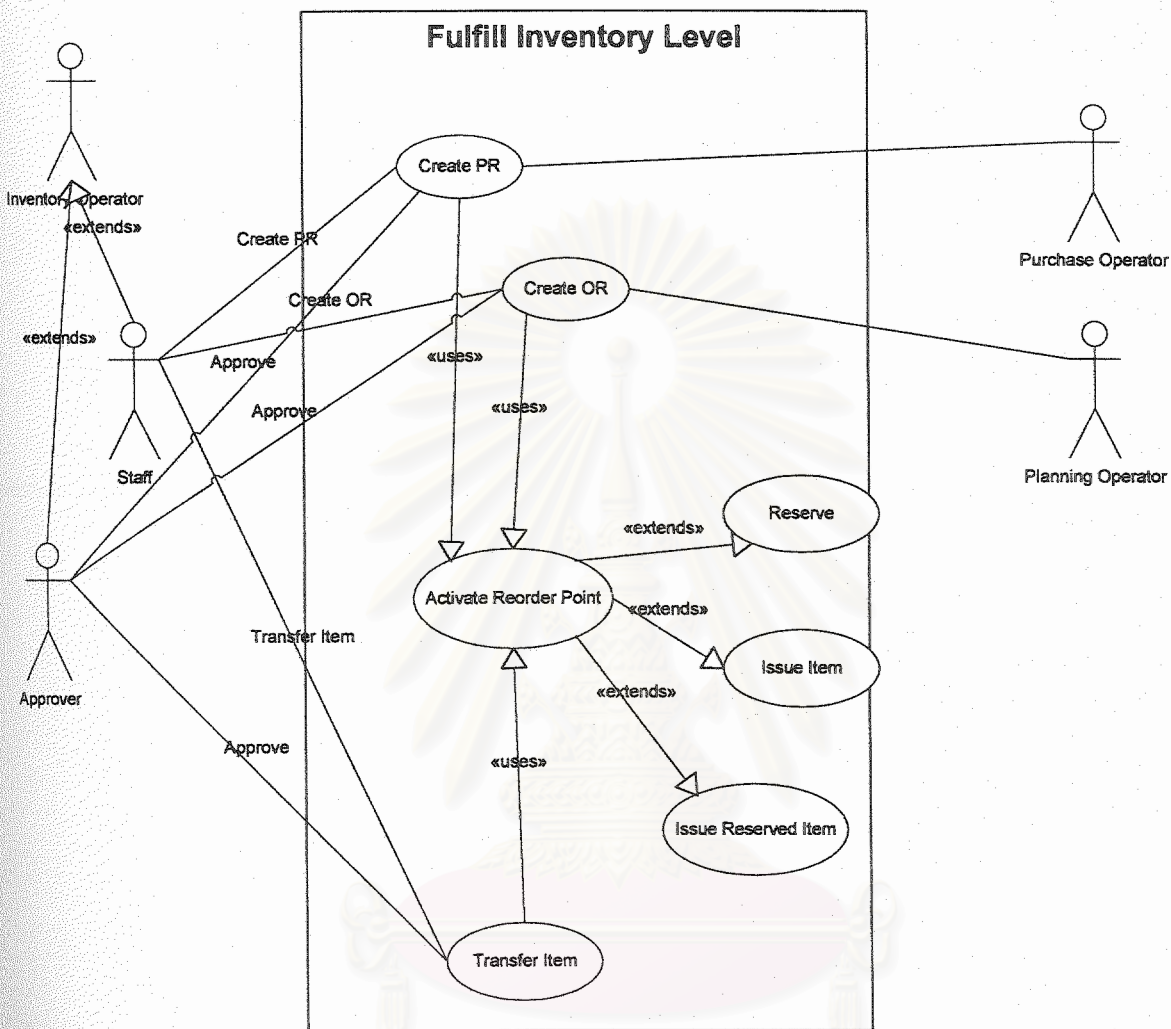 Fulfill Inventory Level
Inventory Operator
«extends»
Create PR
Create PR
Purchase Operator
Create OR
Create OR
«extends»
Approve
«uses»
Approve
«uses»
Staff
Planning Operator
Reserve
«extends»
Activate Reorder Point
«extends»
Transfer Item
Issue Item
Approver
«extends»
Approve
«uses»
Issue Reserved Item
Transfer Item